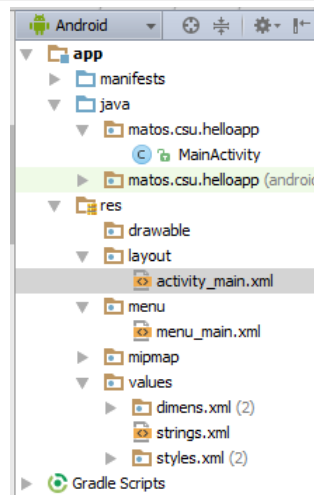 Android
app
manifests
java
matos.csu.helloapp
MainActivity
matos.csu.helloapp
res
drawable
layout
activity_main.xml
menu
menu_main.xml
mipmap
values
dimens.xml (2)
strings.xml
styles.xml (2)
Gradle Scripts